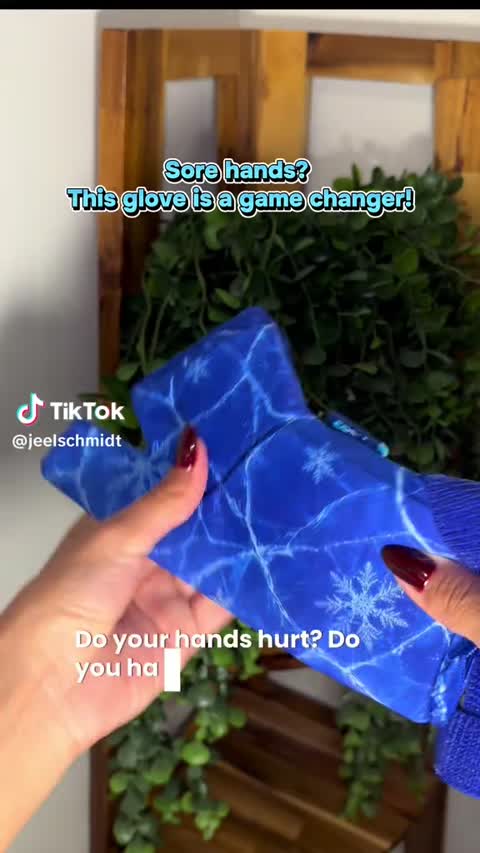 Sore hands?
This glove is a game changer!
TikTok
@jeelschmidt
Do your hands hurt? Do
you ha